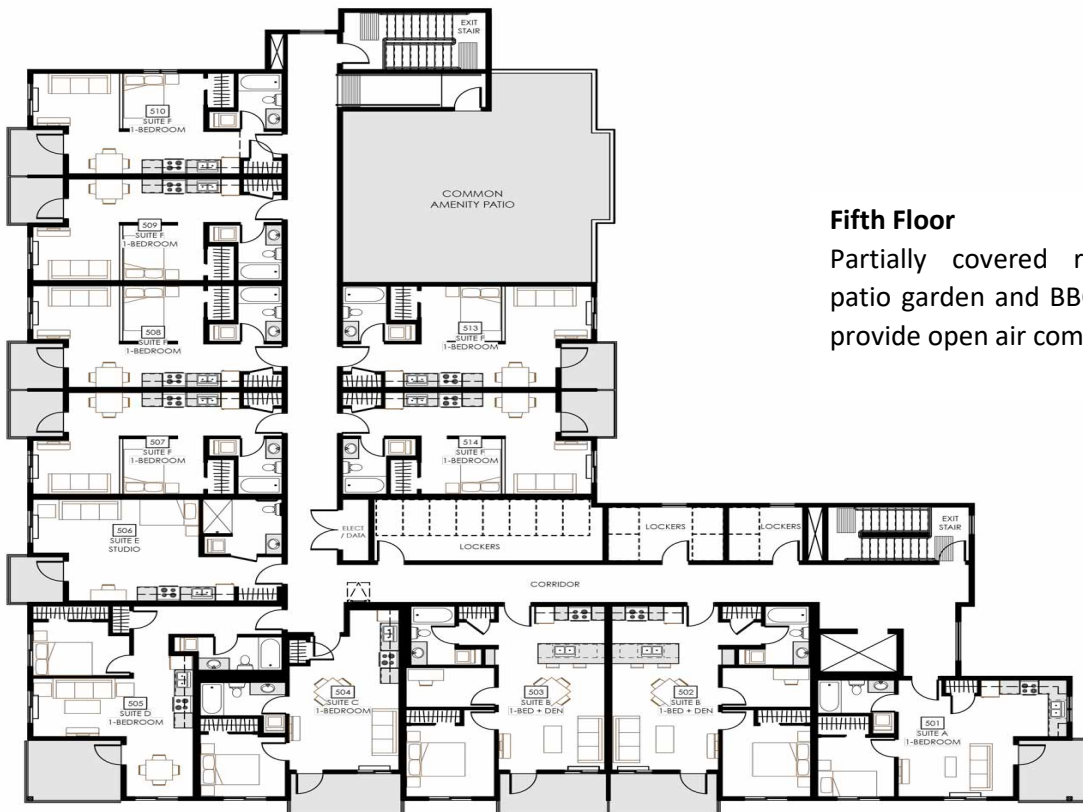 EXIT
STAIR
510
SUITE F
1-BEDROOM
COMMON
AMENITY PATIO
509
SUITE F
1-BEDROOM
Fifth Floor
Partially covered
patio garden and
provide open air
508
SUITE F
1-BEDROOM
513
SUITE F
1-BEDROOM
507
SUITE F
1-BEDROOM
514
SUITE F
1-BEDROOM
506
SUITE E
STUDIO
ELECT
/ DATA
LOCKERS
LOCKERS
LOCKERS
EXIT
STAIR
CORRIDOR
505
SUITE D
1-BEDROOM
504
SUITE C
1-BEDROOM
503
SUITE B
1-BED + DEN
502
SUITE B
1-BED + DEN
501
SUITE A
1-BEDROOM